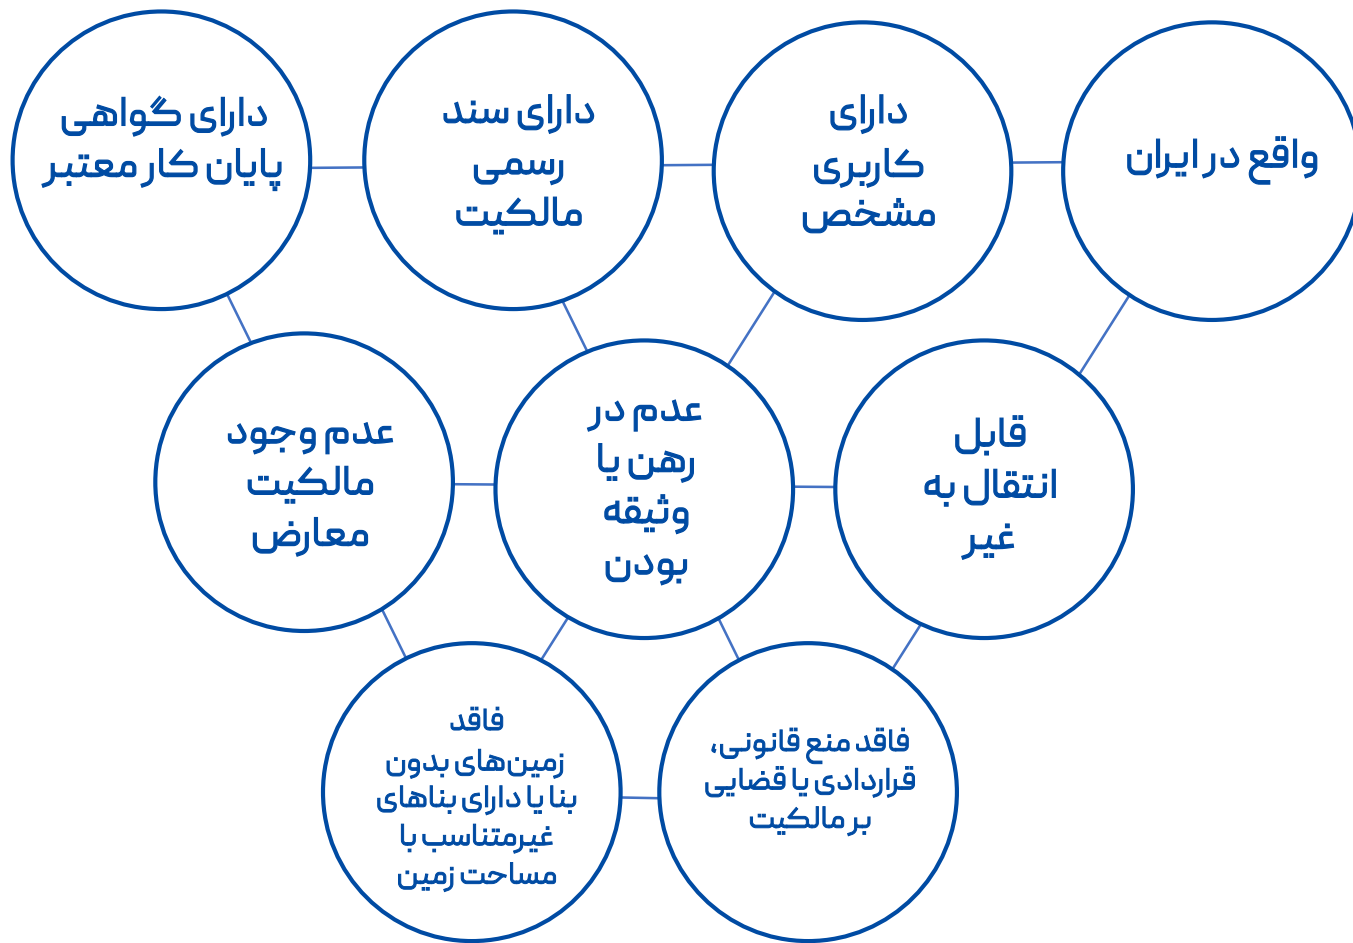 واقع در ایران
دارای
کاربری
مشخص
دارای سند
رسمی
مالکیت
دارای گواهی
پایان کار معتبر
قابل
انتقال به
غیر
عدم در
رهن یا
وثیقه
بودن
عدم وجود
مالکیت
معارض
فاقد منع قانونی،
قراردادی یا قضایی
بر مالکیت
فاقد
زمین‌های بدون
بنا یا دارای بناهای
غیرمتناسب با
مساحت زمین